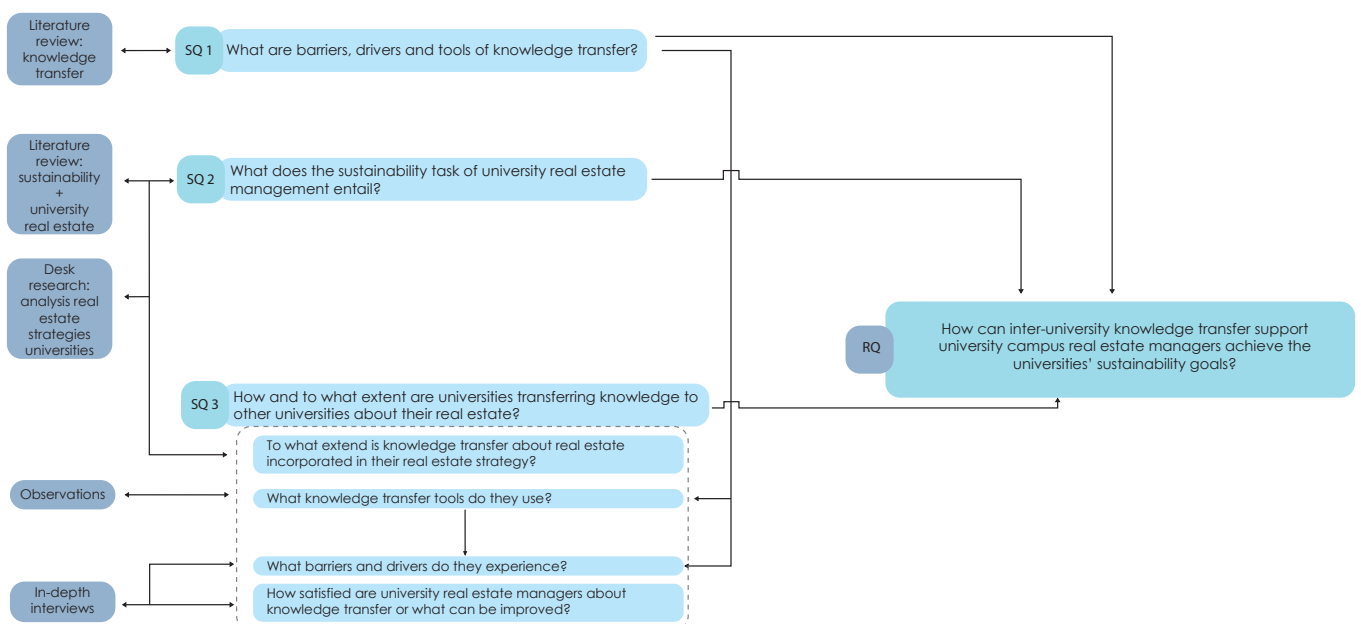 Literature
review:
knowledge
transfer
SQ 1
What are barriers, drivers and tools of knowledge transfer?
Literature
review:
sustainability
+
university
real estate
SQ 2
What does the sustainability task of university real estate
management entail?
Desk
research:
analysis real
estate
strategies
universities
RQ
How can inter-university knowledge transfer support
university campus real estate managers achieve the
universities' sustainability goals?
SQ 3
How and to what extent are universities transferring knowledge to
other universities about their real estate?
To what extend is knowledge transfer about real estate
incorporated in their real estate strategy?
Observations
What knowledge transfer tools do they use?
What barriers and drivers do they experience?
In-depth
interviews
How satisfied are university real estate managers about
knowledge transfer or what can be improved?